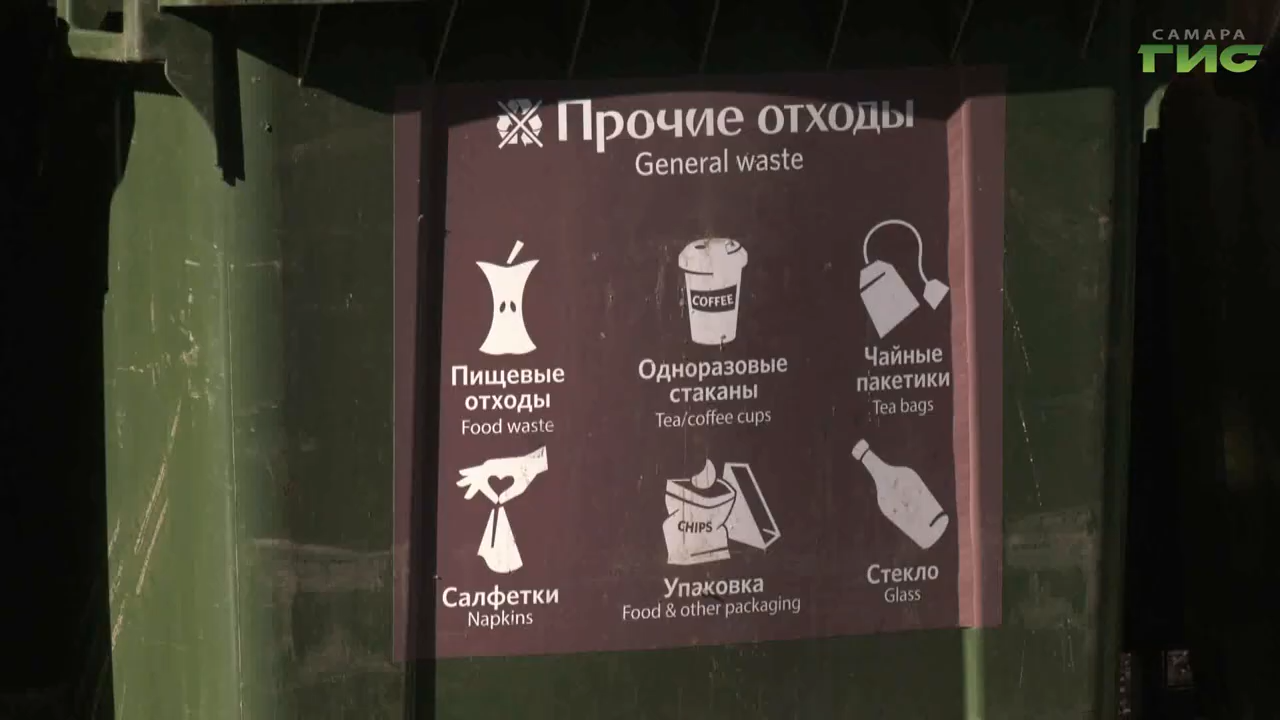 САМАРА
ГИС
Прочие отходы
General waste
COFFEE
Пищевые
отходы
Food waste
Одноразовые
стаканы
Tea/coffee cups
Чайные
пакетики
Tea bags
CHIPS
Салфетки
Napkins
Упаковка
Food & other packaging
Стекло
Glass